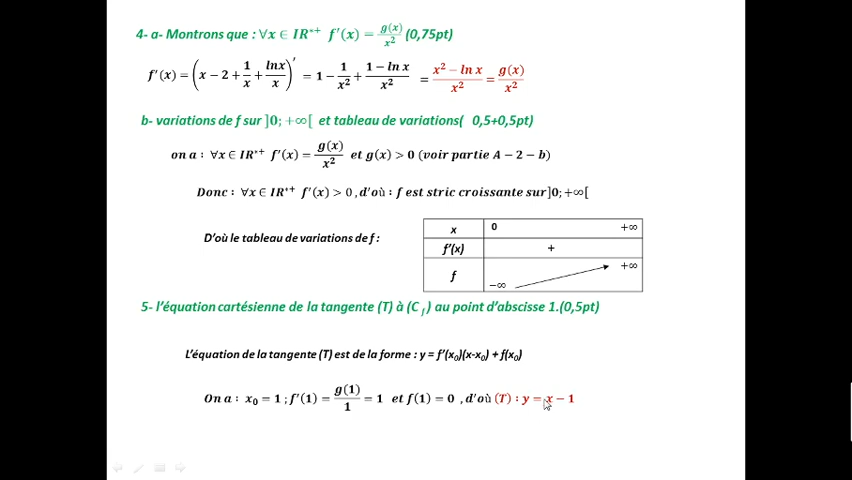 4- a- Montrons que : ∀x ∈ IR*⁺ f′(x) = g(x)/x² (0,75pt)
f′(x) = (x − 2 + 1/x + lnx/x)′ = 1 − 1/x² + (1 − ln x)/x² = (x² − ln x)/x² = g(x)/x²
b- variations de f sur ]0; +∞[ et tableau de variations( 0,5+0,5pt)
on a : ∀x ∈ IR*⁺ f′(x) = g(x)/x² et g(x) > 0 (voir partie A − 2 − b)
Donc : ∀x ∈ IR*⁺ f′(x) > 0 , d'où : f est stric croissante sur ]0; +∞[
D'où le tableau de variations de f :
x 0 +∞
f'(x) +
f −∞ +∞
5- l'équation cartésienne de la tangente (T) à (C f ) au point d'abscisse 1.(0,5pt)
L'équation de la tangente (T) est de la forme : y = f'(x₀)(x-x₀) + f(x₀)
On a : x₀ = 1 ; f′(1) = g(1)/1 = 1 et f(1) = 0 , d'où (T) : y = x − 1